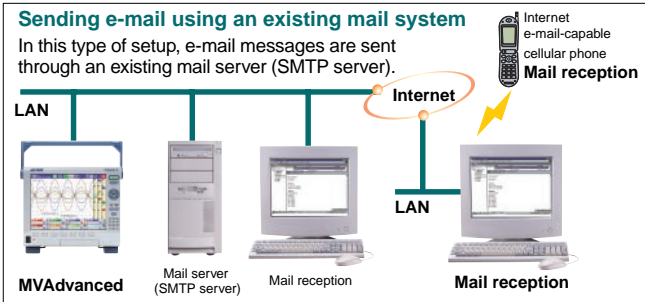 Sending e-mail using an existing mail system
In this type of setup, e-mail messages are sent
through an existing mail server (SMTP server).
Internet
e-mail-capable
cellular phone
Mail reception
Internet
LAN
LAN
MVAdvanced
Mail server
(SMTP server)
Mail reception
Mail reception